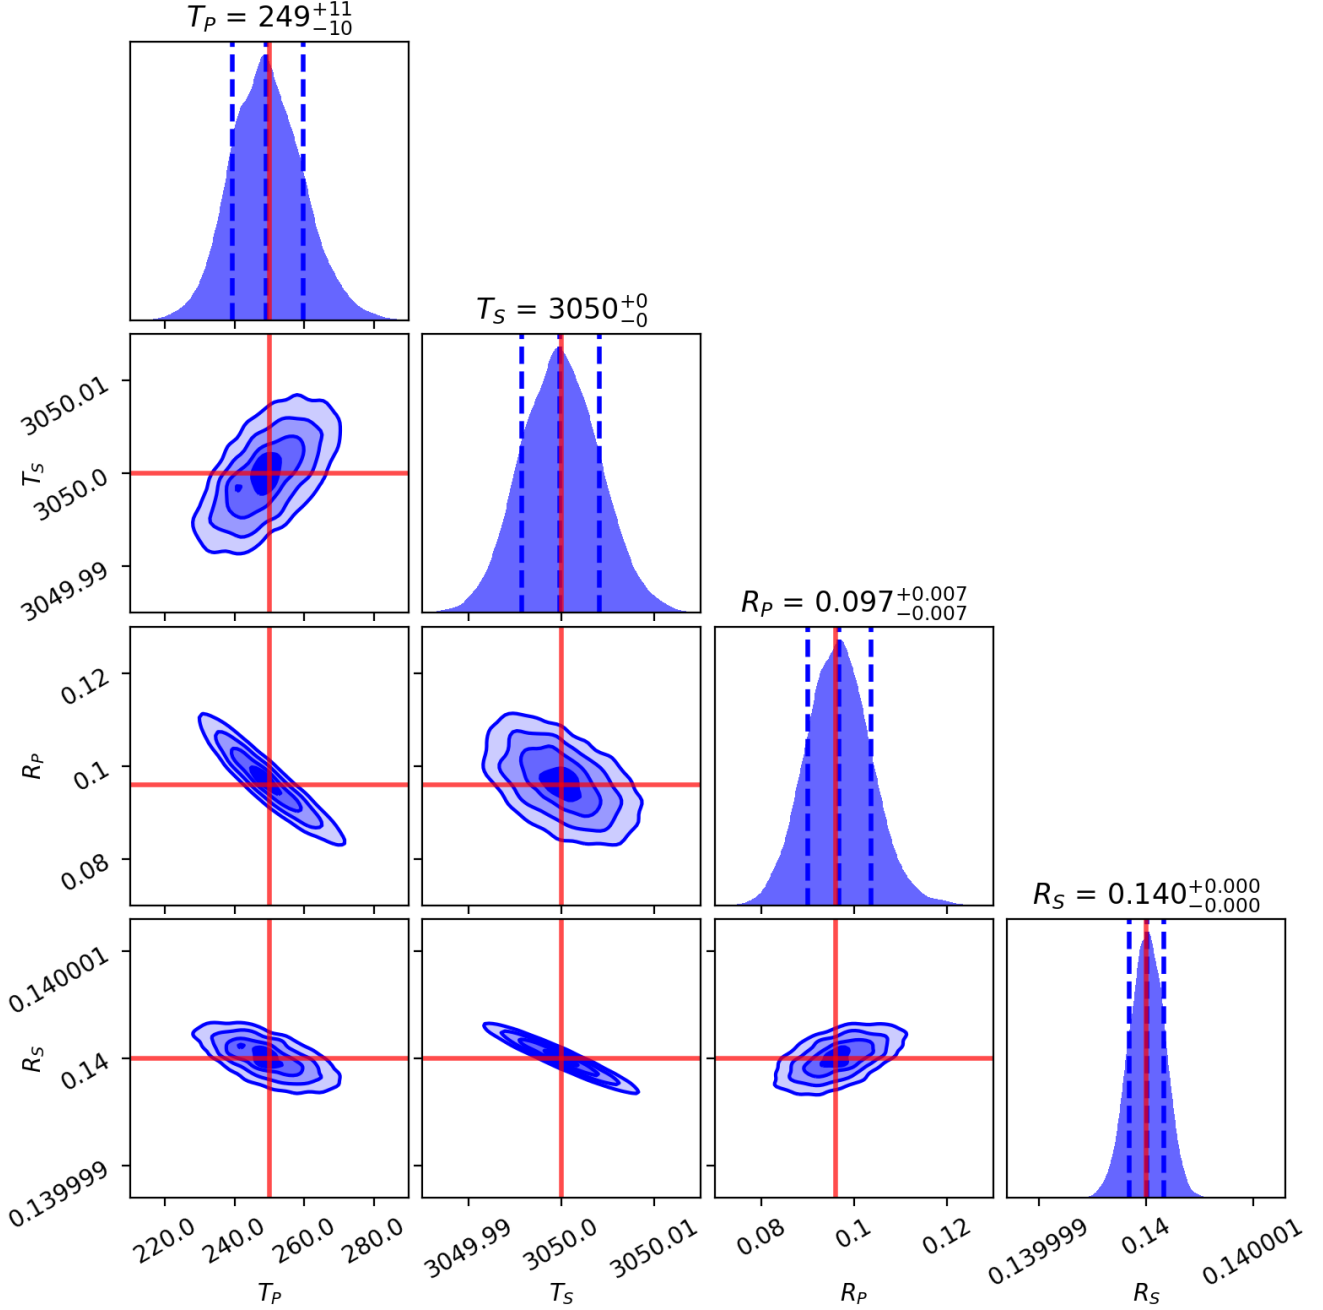 T_P = 249^{+11}_{-10}
T_S = 3050^{+0}_{-0}
3050.01
3050.0
3049.99
T_S
R_P = 0.097^{+0.007}_{-0.007}
0.12
0.1
0.08
R_P
R_S = 0.140^{+0.000}_{-0.000}
0.140001
0.14
0.139999
R_S
220.0 240.0 260.0 280.0 3049.99 3050.0 3050.01 0.08 0.1 0.12 0.139999 0.14 0.140001
T_P T_S R_P R_S